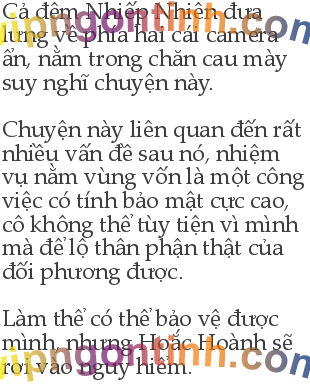 Cả đêm Nhiếp Nhiên đưa
lưng về phía hai cái camera
ẩn, nằm trong chăn cau mày
suy nghĩ chuyện này.
Chuyện này liên quan đến rất
nhiều vấn đề sau nó, nhiệm
vụ nằm vùng vốn là một công
việc có tính bảo mật cực cao,
cô không thể tùy tiện vì mình
mà để lộ thân phận thật của
đối phương được.
Làm thế có thể bảo vệ được
mình, nhưng Hoắc Hoành sẽ
rơi vào nguy hiểm.
vipngontinh.com
vipngontinh.com